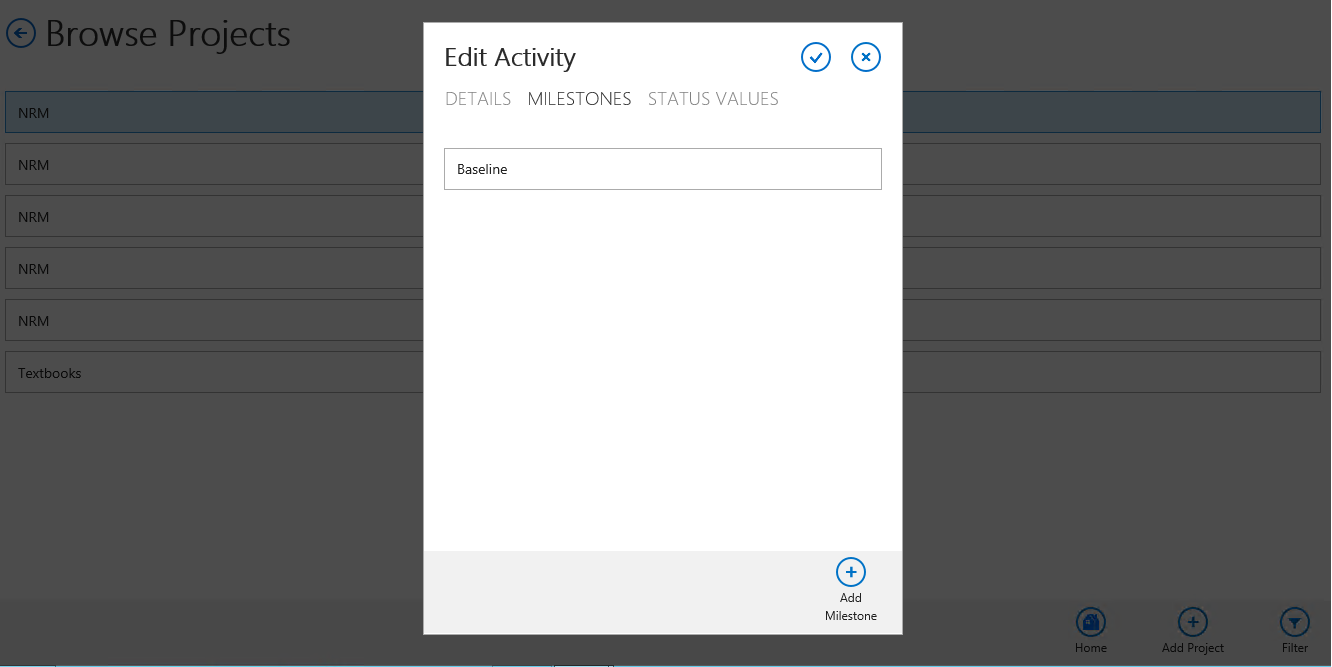 Browse Projects
NRM
NRM
NRM
NRM
NRM
Textbooks
Edit Activity
DETAILS MILESTONES STATUS VALUES
Baseline
Add
Milestone
Home Add Project Filter